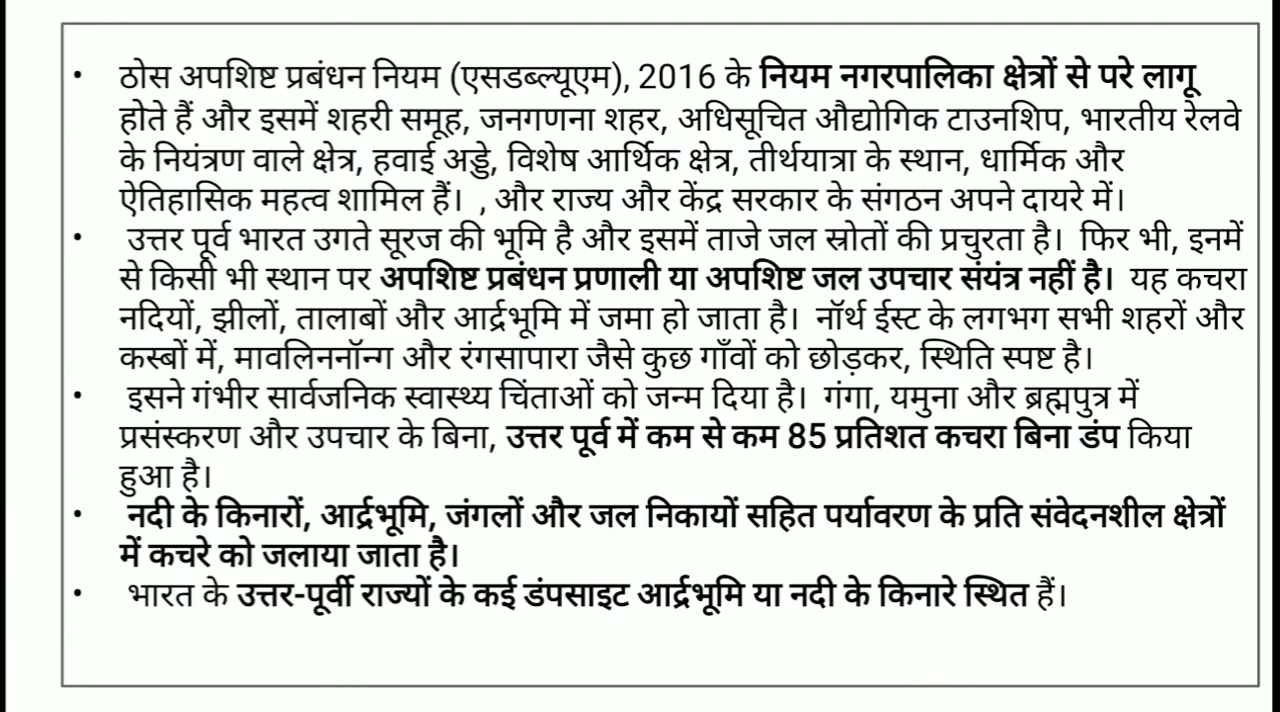 • ठोस अपशिष्ट प्रबंधन नियम (एसडब्ल्यूएम), 2016 के नियम नगरपालिका क्षेत्रों से परे लागू
होते हैं और इसमें शहरी समूह, जनगणना शहर, अधिसूचित औद्योगिक टाउनशिप, भारतीय रेलवे
के नियंत्रण वाले क्षेत्र, हवाई अड्डे, विशेष आर्थिक क्षेत्र, तीर्थयात्रा के स्थान, धार्मिक और
ऐतिहासिक महत्व शामिल हैं। , और राज्य और केंद्र सरकार के संगठन अपने दायरे में।
• उत्तर पूर्व भारत उगते सूरज की भूमि है और इसमें ताजे जल स्रोतों की प्रचुरता है। फिर भी, इनमें
से किसी भी स्थान पर अपशिष्ट प्रबंधन प्रणाली या अपशिष्ट जल उपचार संयंत्र नहीं है। यह कचरा
नदियों, झीलों, तालाबों और आर्द्रभूमि में जमा हो जाता है। नॉर्थ ईस्ट के लगभग सभी शहरों और
कस्बों में, मावलिननॉन्ग और रंगसापारा जैसे कुछ गाँवों को छोड़कर, स्थिति स्पष्ट है।
• इसने गंभीर सार्वजनिक स्वास्थ्य चिंताओं को जन्म दिया है। गंगा, यमुना और ब्रह्मपुत्र में
प्रसंस्करण और उपचार के बिना, उत्तर पूर्व में कम से कम 85 प्रतिशत कचरा बिना डंप किया
हुआ है।
• नदी के किनारों, आर्द्रभूमि, जंगलों और जल निकायों सहित पर्यावरण के प्रति संवेदनशील क्षेत्रों
में कचरे को जलाया जाता है।
• भारत के उत्तर-पूर्वी राज्यों के कई डंपसाइट आर्द्रभूमि या नदी के किनारे स्थित हैं।